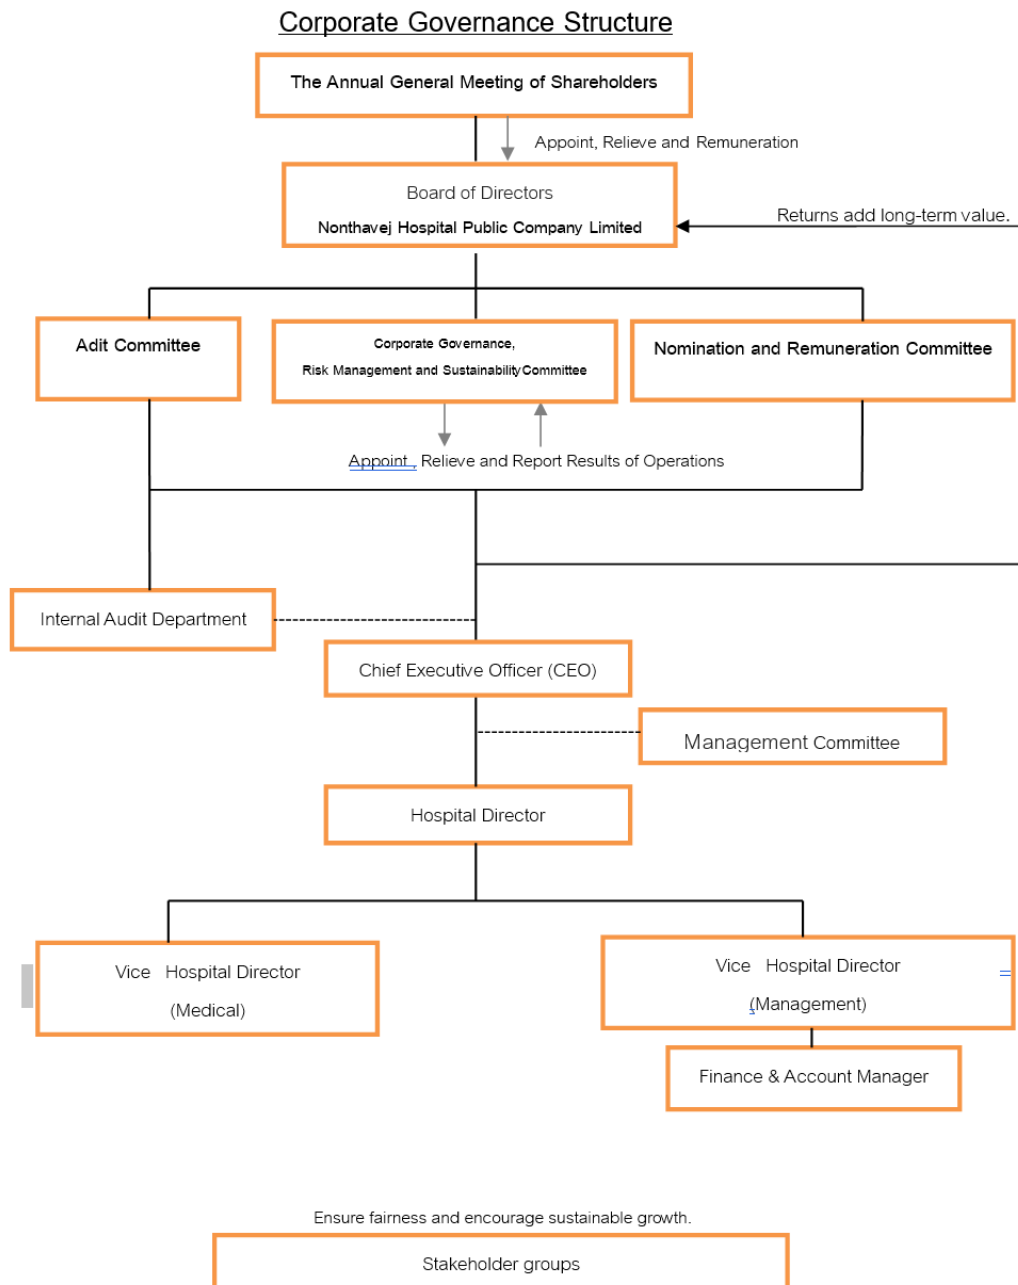 Corporate Governance Structure
The Annual General Meeting of Shareholders
Appoint, Relieve and Remuneration
Board of Directors
Nonthavej Hospital Public Company Limited
Returns add long-term value.
Adit Committee
Corporate Governance,
Risk Management and SustainabilityCommittee
Nomination and Remuneration Committee
Appoint , Relieve and Report Results of Operations
Internal Audit Department
Chief Executive Officer (CEO)
Management Committee
Hospital Director
Vice Hospital Director
(Medical)
Vice Hospital Director
(Management)
Finance & Account Manager
Ensure fairness and encourage sustainable growth.
Stakeholder groups